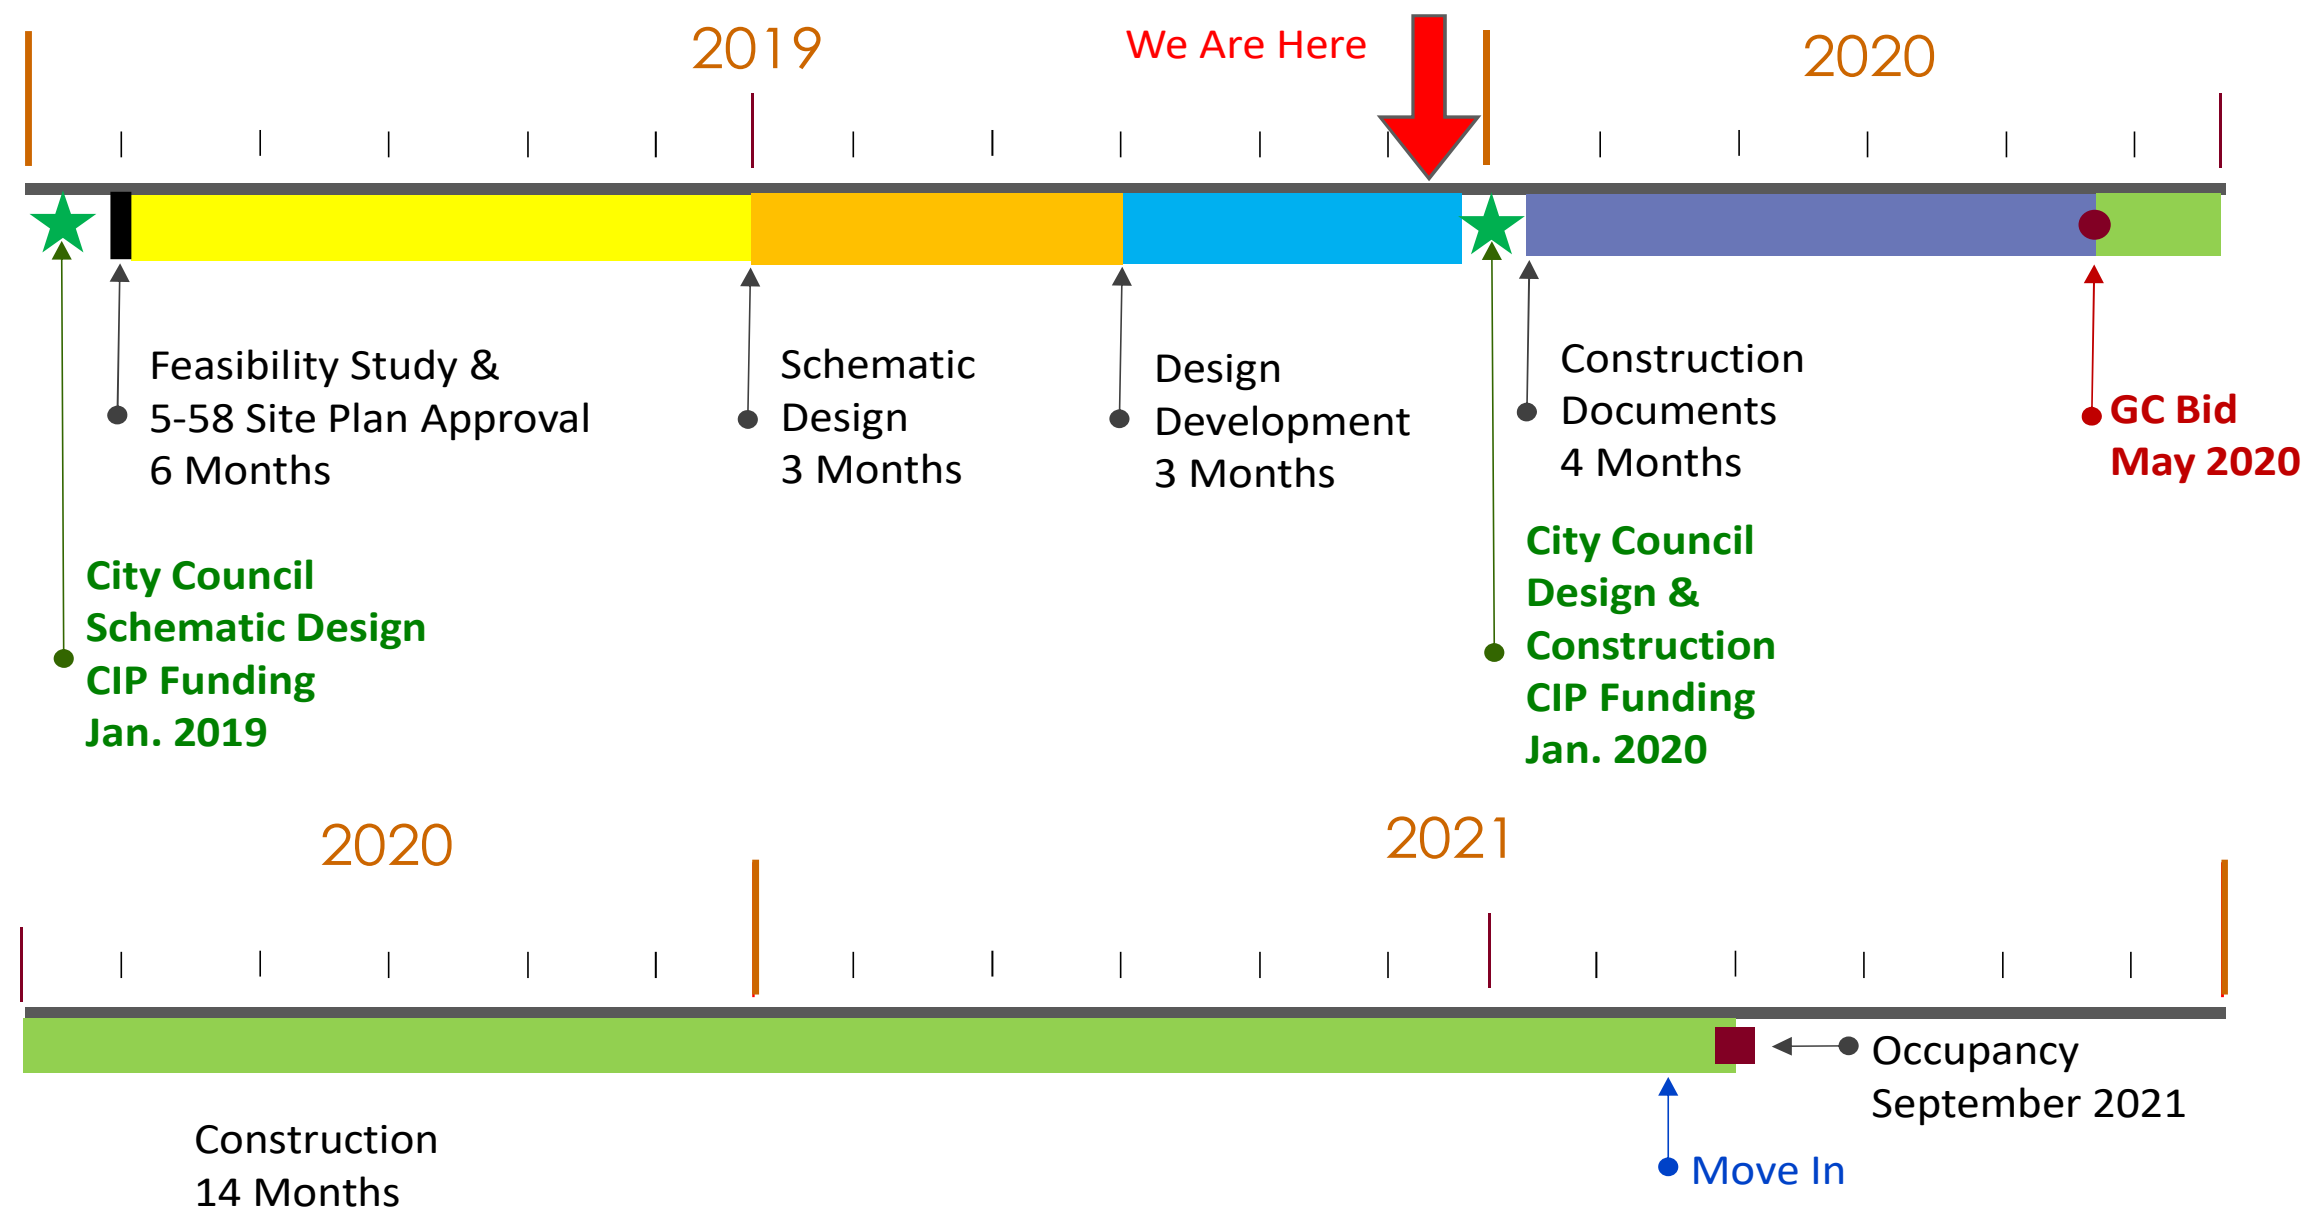 2019
We Are Here
2020
Feasibility Study &
5-58 Site Plan Approval
6 Months
Schematic
Design
3 Months
Design
Development
3 Months
Construction
Documents
4 Months
GC Bid
May 2020
City Council
Schematic Design
CIP Funding
Jan. 2019
City Council
Design &
Construction
CIP Funding
Jan. 2020
2020
2021
Occupancy
September 2021
Construction
14 Months
Move In